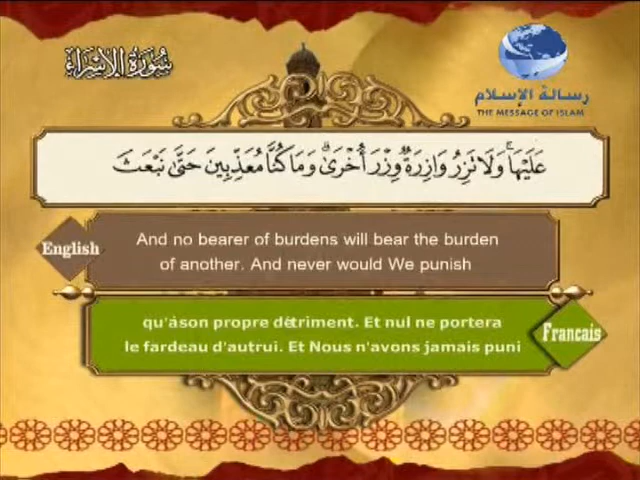 سُورَةُ الإِسْرَاءِ
رسالة الإسلام
THE MESSAGE OF ISLAM
عَلَيْهَا ۚ وَلَا تَزِرُ وَازِرَةٌ وِزْرَ أُخْرَىٰ ۗ وَمَا كُنَّا مُعَذِّبِينَ حَتَّىٰ نَبْعَثَ
English
And no bearer of burdens will bear the burden
of another. And never would We punish
qu'àson propre détriment. Et nul ne portera
le fardeau d'autrui. Et Nous n'avons jamais puni
Francais